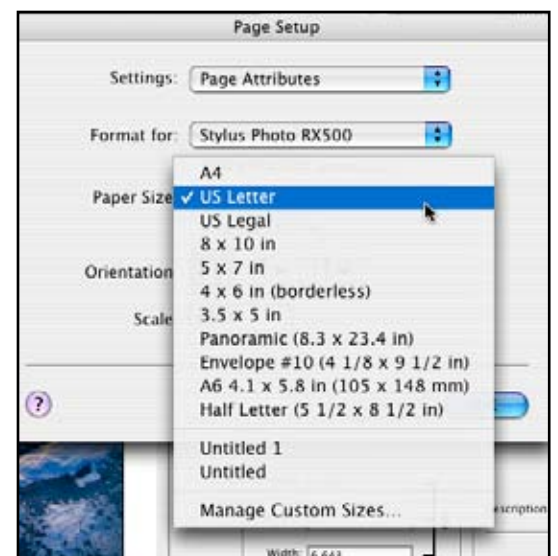 Page Setup
Settings: Page Attributes
Format for: Stylus Photo RX500
A4
Paper Size ✓ US Letter
US Legal
8 x 10 in
5 x 7 in
Orientation
4 x 6 in (borderless)
3.5 x 5 in
Scale
Panoramic (8.3 x 23.4 in)
Envelope #10 (4 1/8 x 9 1/2 in)
A6 4.1 x 5.8 in (105 x 148 mm)
?
Half Letter (5 1/2 x 8 1/2 in)
Untitled 1
Untitled
Manage Custom Sizes...
scription
Width: 6.643